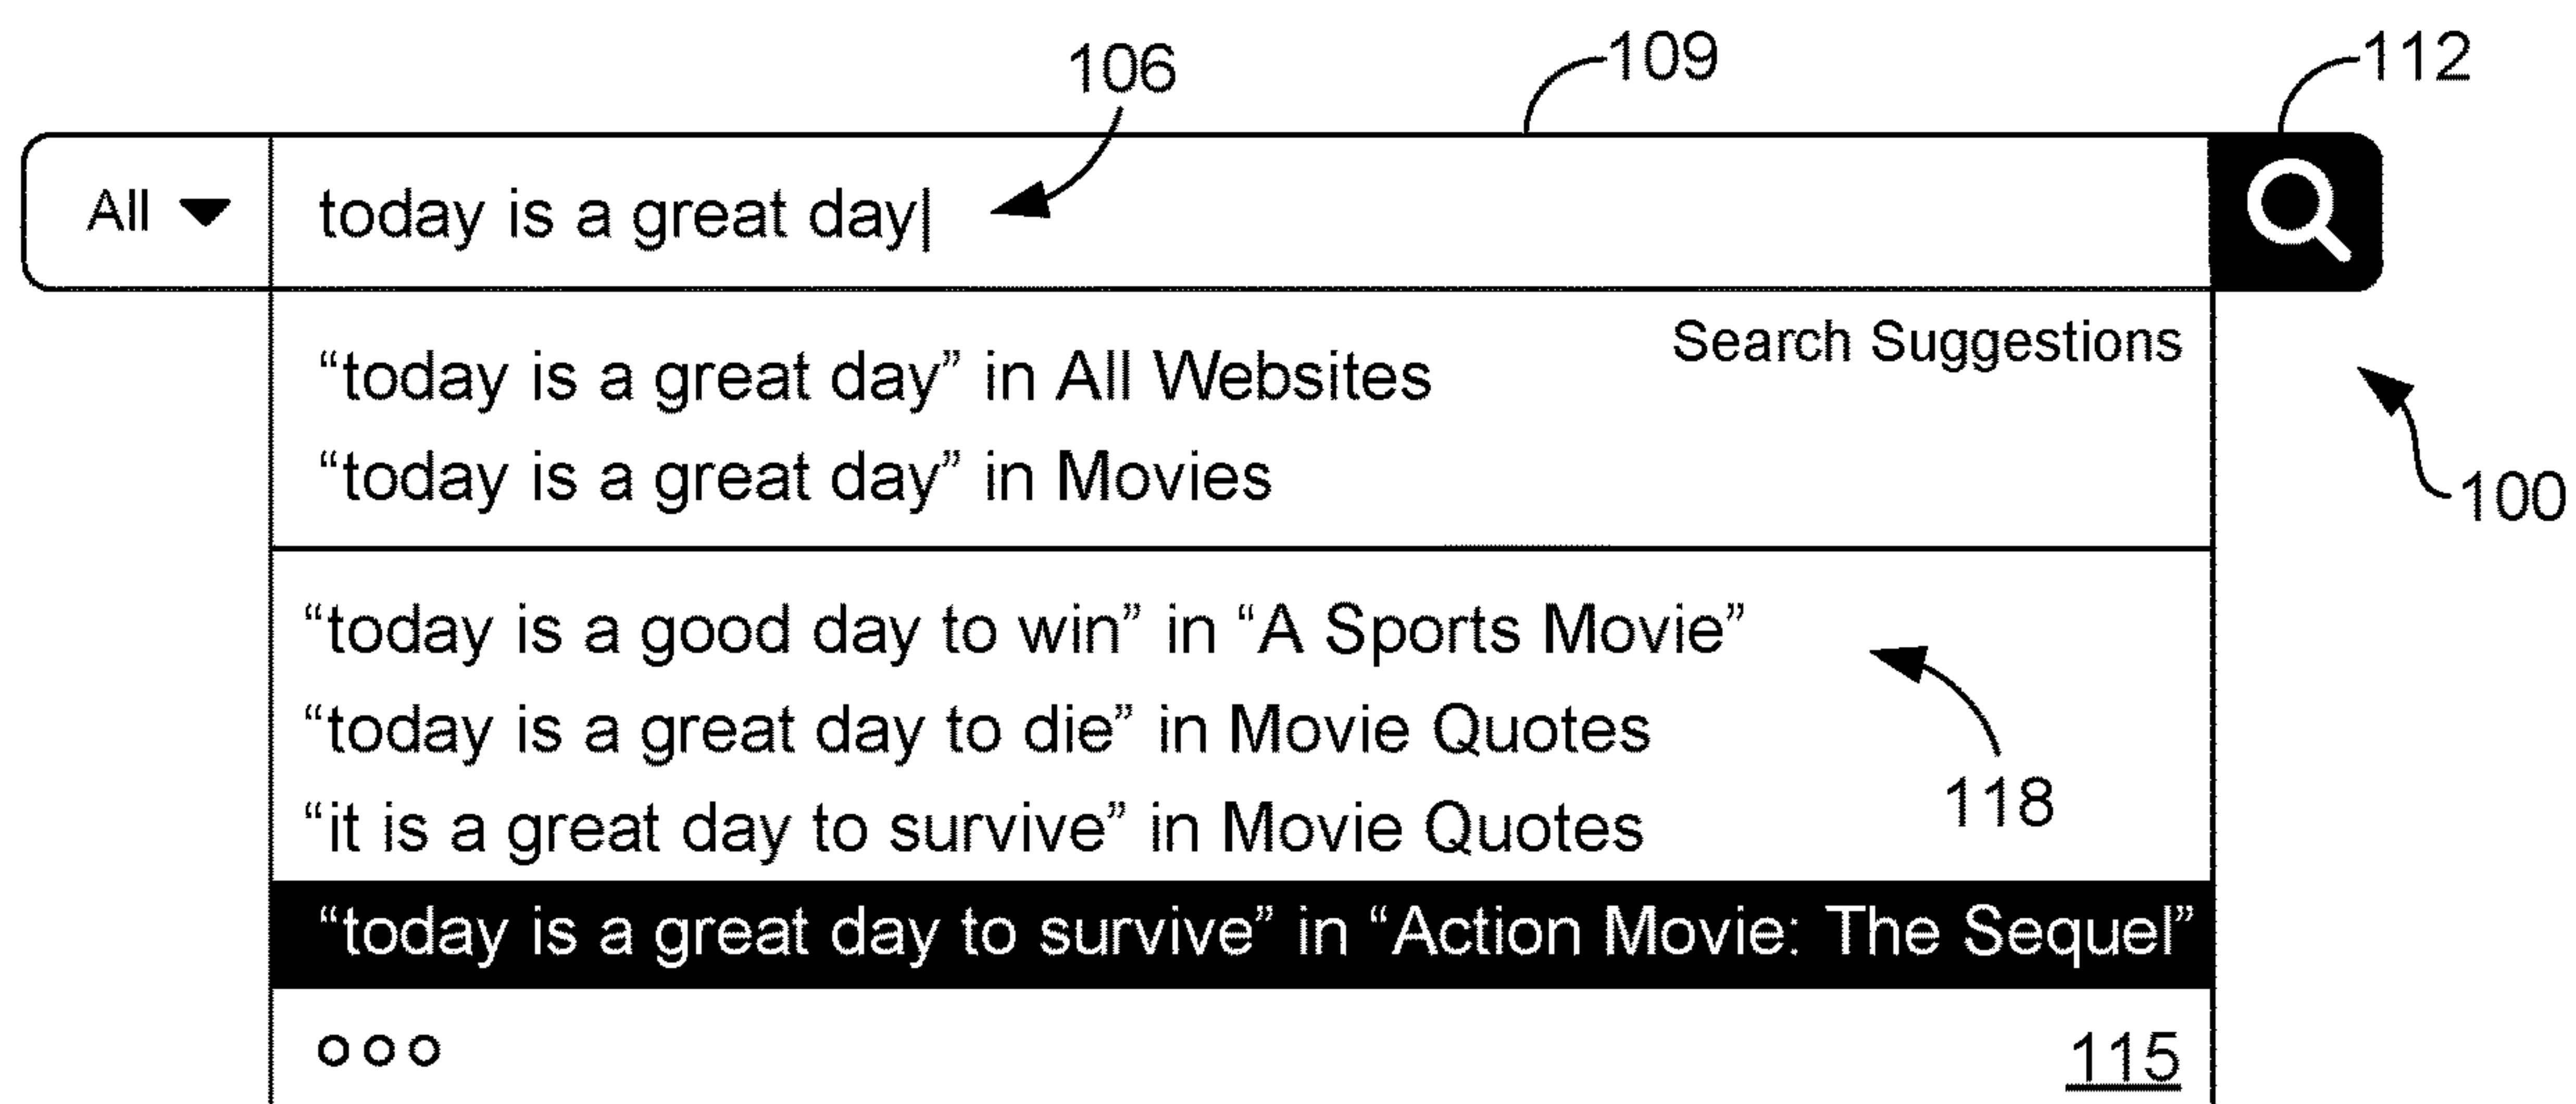 106
109
112
All today is a great day
Search Suggestions
“today is a great day” in All Websites
“today is a great day” in Movies
100
“today is a good day to win” in “A Sports Movie”
“today is a great day to die” in Movie Quotes
118
“it is a great day to survive” in Movie Quotes
“today is a great day to survive” in “Action Movie: The Sequel”
115